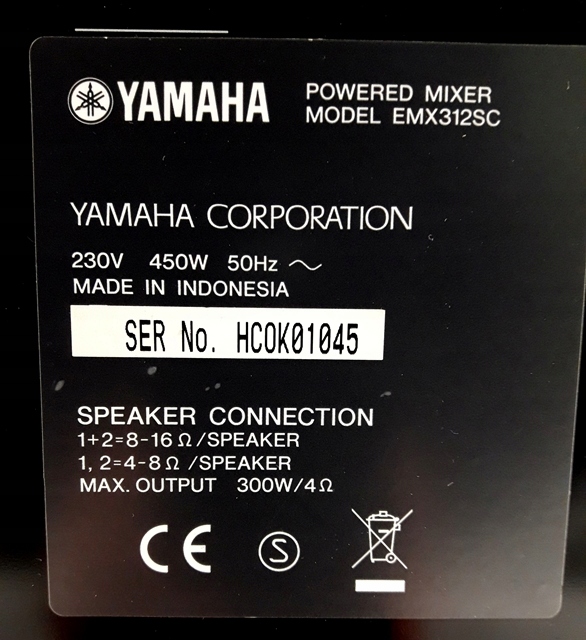 YAMAHA
POWERED MIXER
MODEL EMX312SC
YAMAHA CORPORATION
230V 450W 50Hz ～
MADE IN INDONESIA
SER No. HCOK01045
SPEAKER CONNECTION
1+2=8-16Ω/SPEAKER
1, 2=4-8Ω /SPEAKER
MAX. OUTPUT 300W/4Ω
CE S